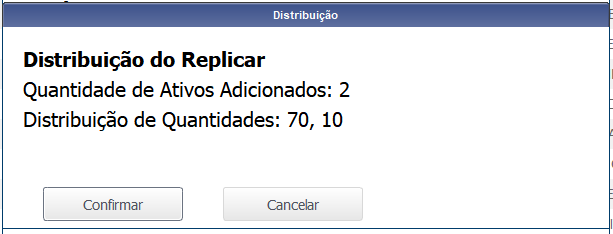 Distribuição
Distribuição do Replicar
Quantidade de Ativos Adicionados: 2
Distribuição de Quantidades: 70, 10
Confirmar Cancelar